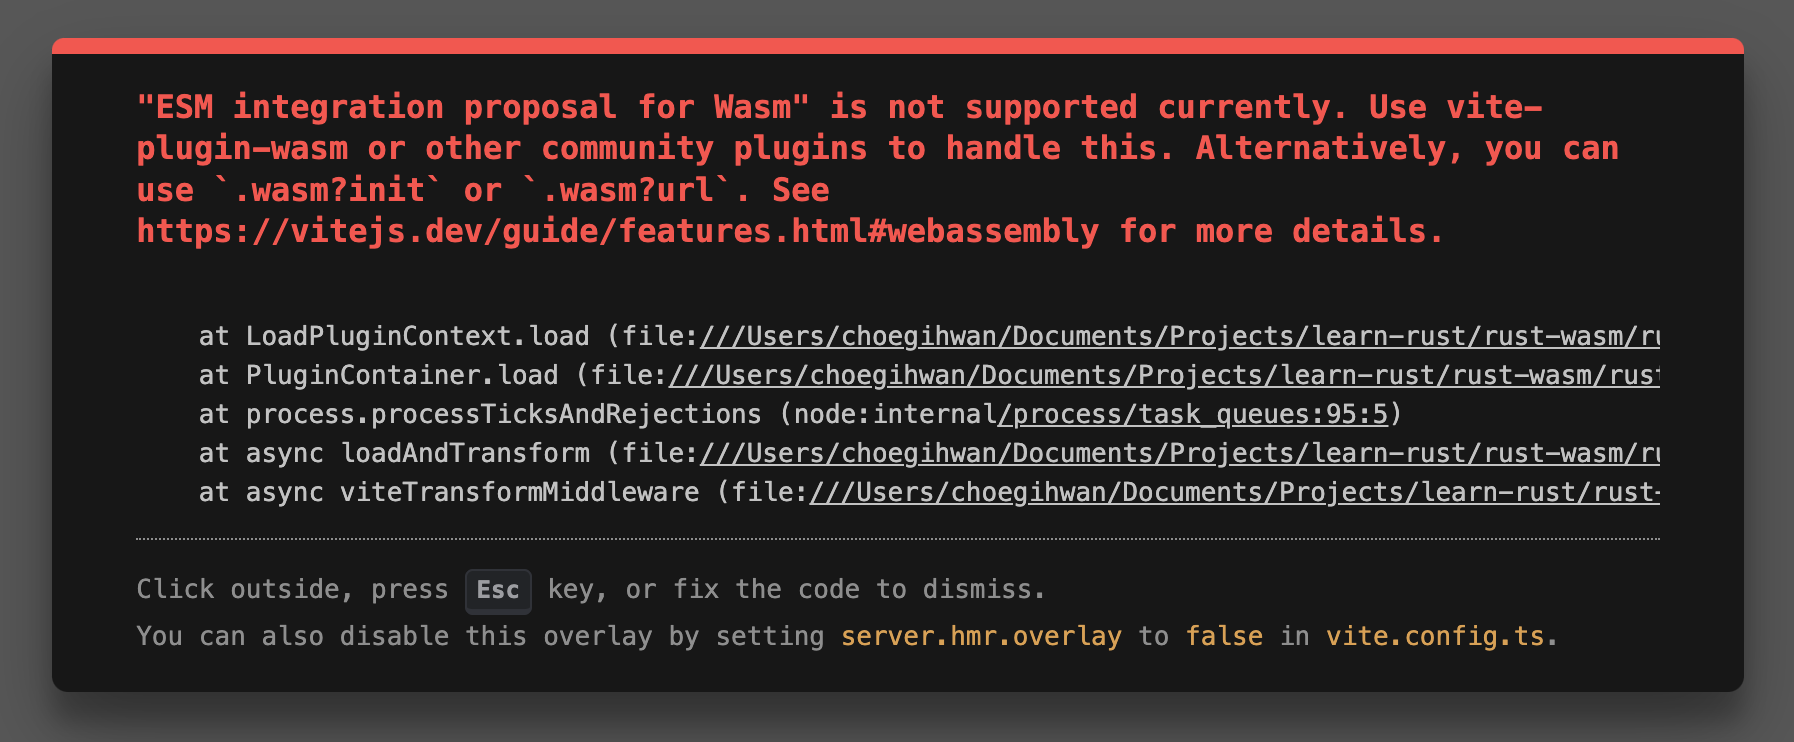 "ESM integration proposal for Wasm" is not supported currently. Use vite-
plugin-wasm or other community plugins to handle this. Alternatively, you can
use `.wasm?init` or `.wasm?url`. See
https://vitejs.dev/guide/features.html#webassembly for more details.
at LoadPluginContext.load (file:///Users/choegihwan/Documents/Projects/learn-rust/rust-wasm/ru
at PluginContainer.load (file:///Users/choegihwan/Documents/Projects/learn-rust/rust-wasm/rust
at process.processTicksAndRejections (node:internal/process/task_queues:95:5)
at async loadAndTransform (file:///Users/choegihwan/Documents/Projects/learn-rust/rust-wasm/ru
at async viteTransformMiddleware (file:///Users/choegihwan/Documents/Projects/learn-rust/rust-
Click outside, press Esc key, or fix the code to dismiss.
You can also disable this overlay by setting server.hmr.overlay to false in vite.config.ts.